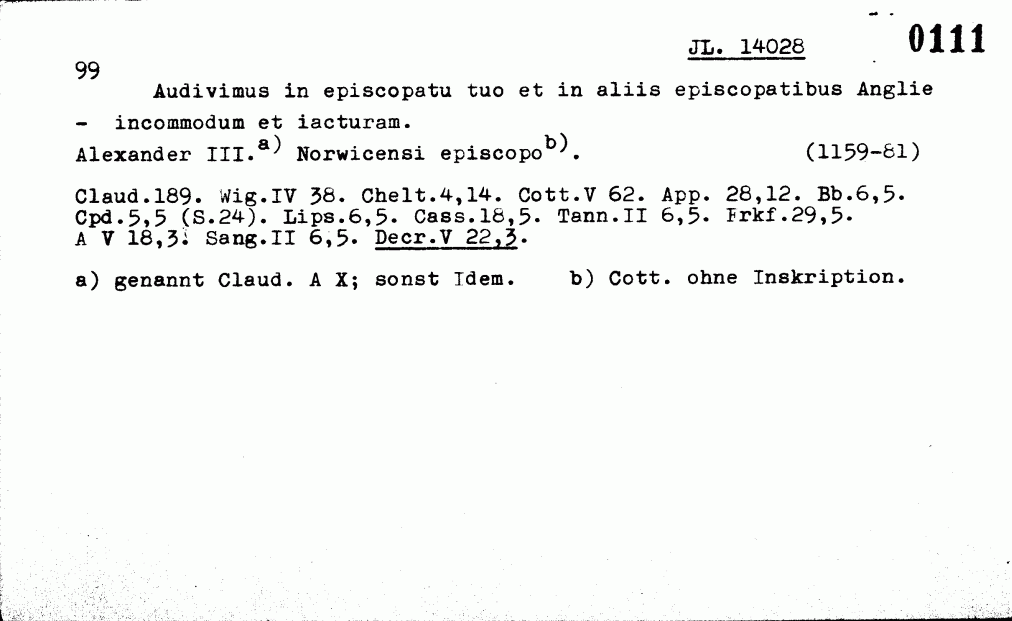 JL. 14028 0111
99
Audivimus in episcopatu tuo et in aliis episcopatibus Anglie
- incommodum et iacturam.
Alexander III.a) Norwicensi episcopob). (1159-81)
Claud.189. Wig.IV 38. Chelt.4,14. Cott.V 62. App. 28,12. Bb.6,5.
Cpd.5,5 (S.24). Lips.6,5. Cass.18,5. Tann.II 6,5. Frkf.29,5.
A V 18,3. Sang.II 6,5. Decr.V 22,3.
a) genannt Claud. A X; sonst Idem. b) Cott. ohne Inskription.